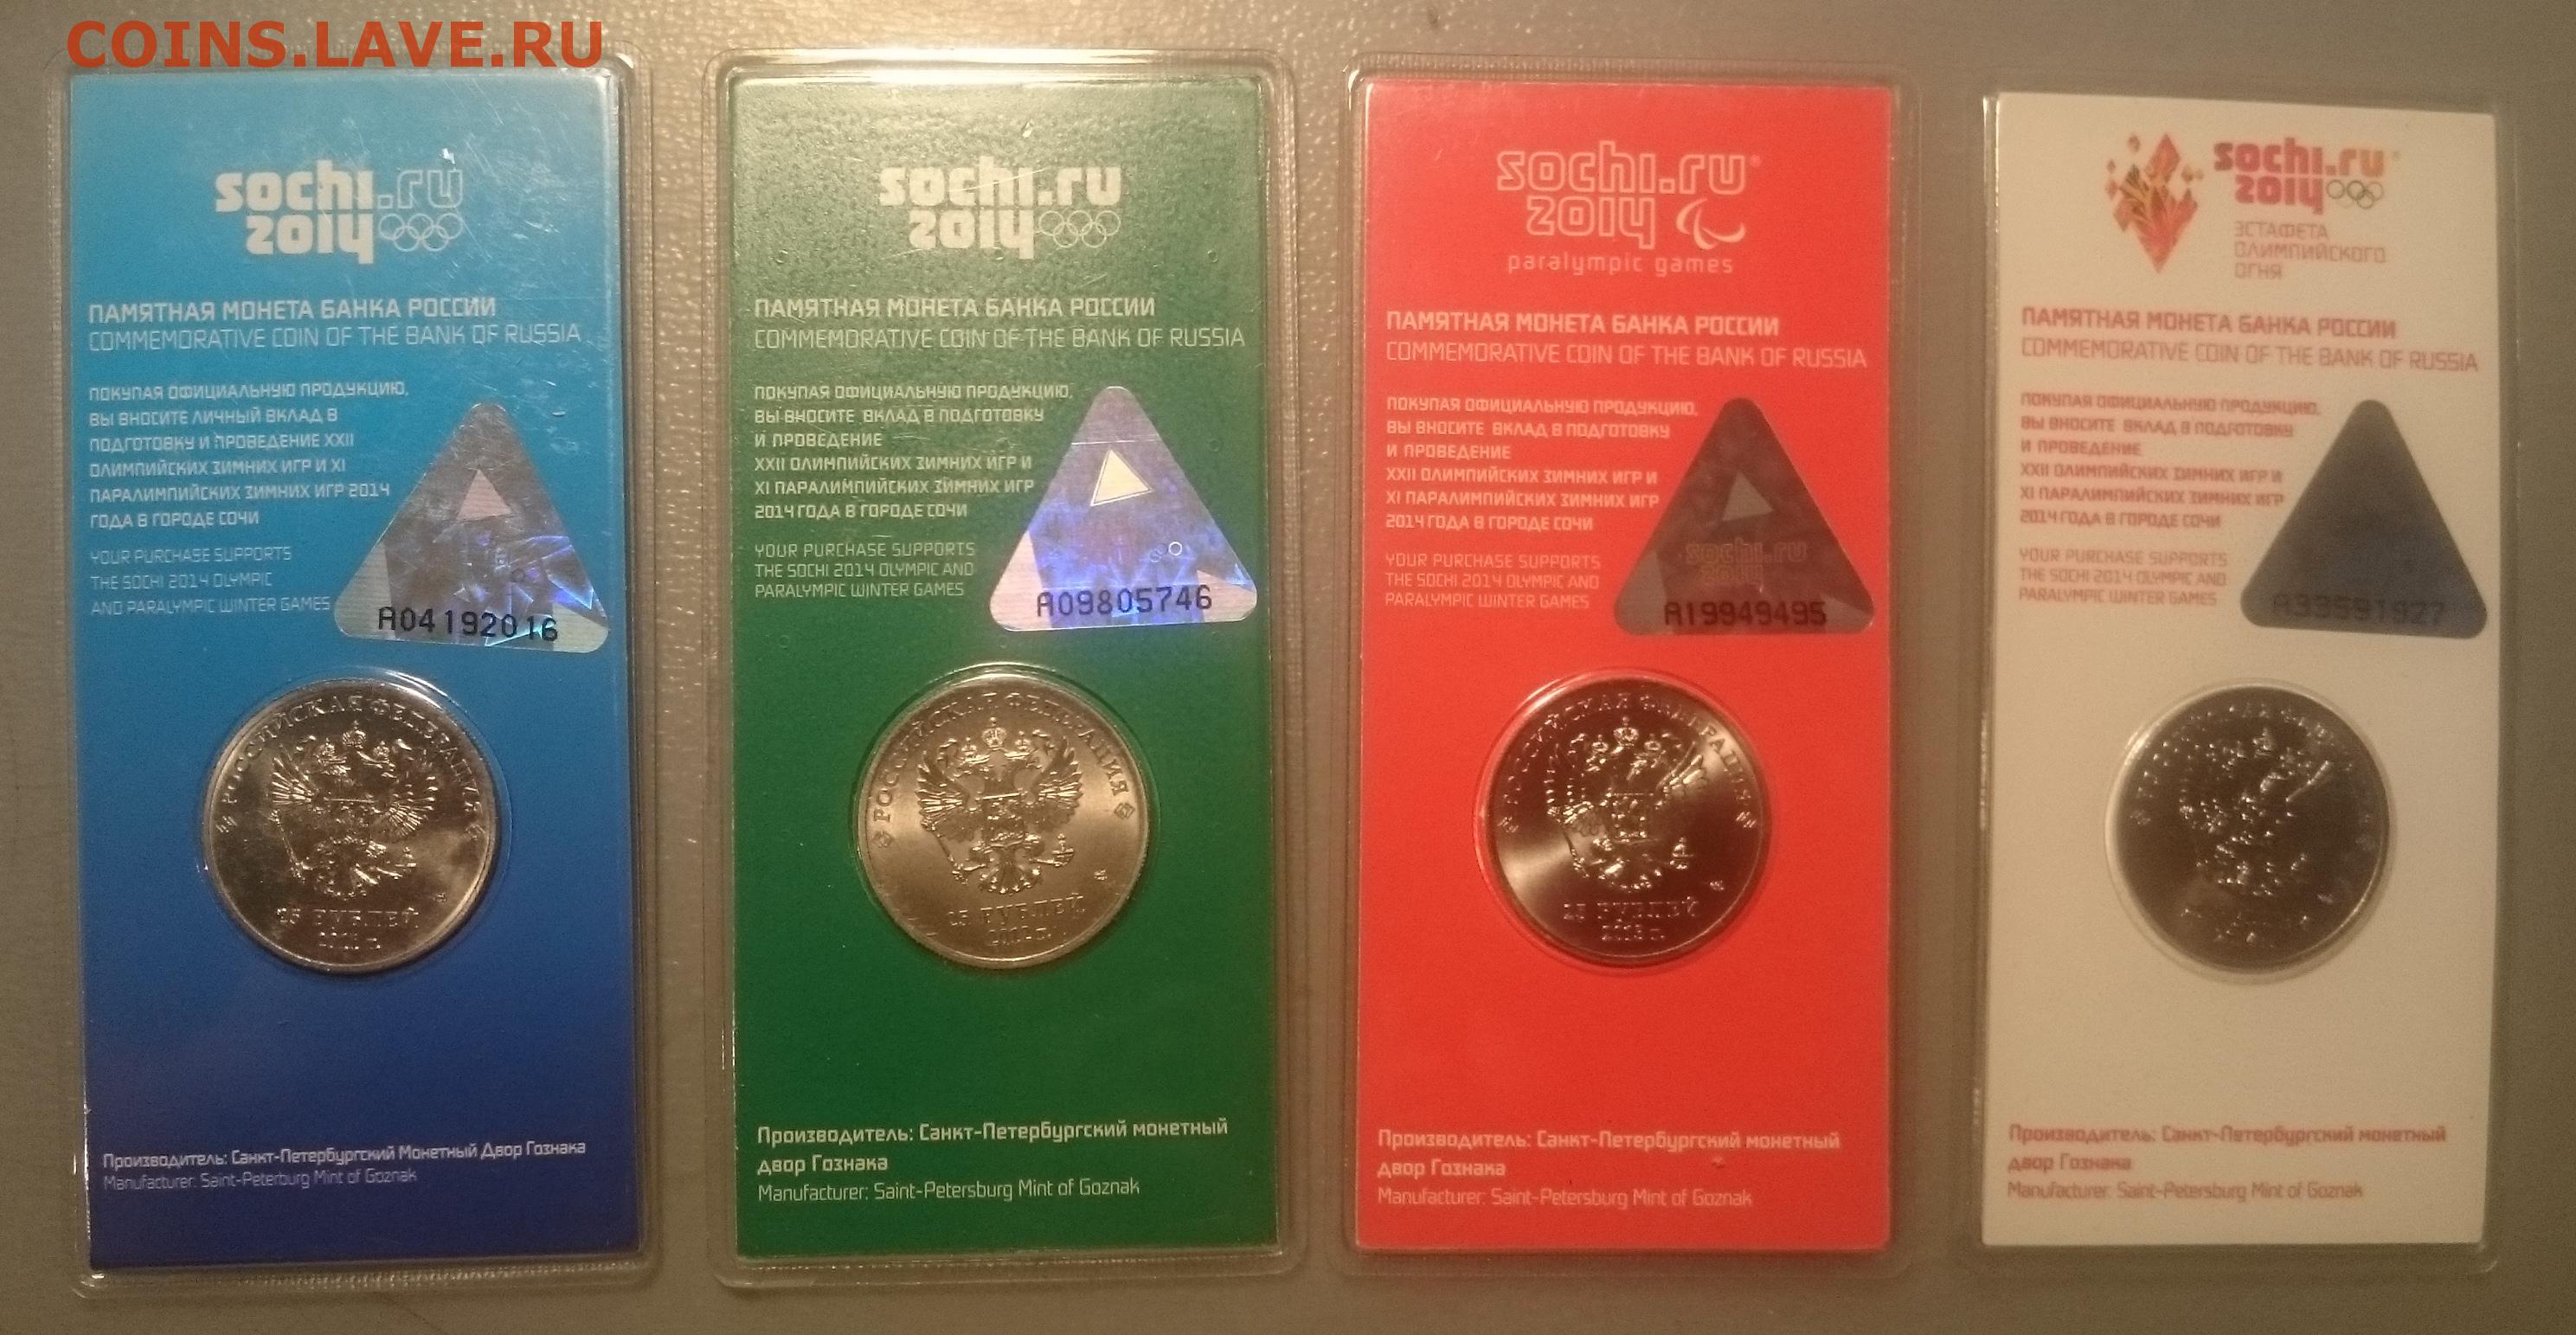 COINS.LAVE.RU
sochi.ru
2014
ПАМЯТНАЯ МОНЕТА БАНКА РОССИИ
COMMEMORATIVE COIN OF THE BANK OF RUSSIA
ПОКУПАЯ ОФИЦИАЛЬНУЮ ПРОДУКЦИЮ,
ВЫ ВНОСИТЕ ЛИЧНЫЙ ВКЛАД В
ПОДГОТОВКУ И ПРОВЕДЕНИЕ XXII
ОЛИМПИЙСКИХ ЗИМНИХ ИГР И XI
ПАРАЛИМПИЙСКИХ ЗИМНИХ ИГР 2014
ГОДА В ГОРОДЕ СОЧИ
YOUR PURCHASE SUPPORTS
THE SOCHI 2014 OLYMPIC
AND PARALYMPIC WINTER GAMES
A04192016
РОССИЙСКАЯ ФЕДЕРАЦИЯ
25 РУБЛЕЙ
2013 г.
Производитель: Санкт-Петербургский Монетный Двор Гознака
Manufacturer: Saint-Peterburg Mint of Goznak
sochi.ru
2014
ПАМЯТНАЯ МОНЕТА БАНКА РОССИИ
COMMEMORATIVE COIN OF THE BANK OF RUSSIA
ПОКУПАЯ ОФИЦИАЛЬНУЮ ПРОДУКЦИЮ,
ВЫ ВНОСИТЕ ВКЛАД В ПОДГОТОВКУ
И ПРОВЕДЕНИЕ
XXII ОЛИМПИЙСКИХ ЗИМНИХ ИГР И
XI ПАРАЛИМПИЙСКИХ ЗИМНИХ ИГР
2014 ГОДА В ГОРОДЕ СОЧИ
YOUR PURCHASE SUPPORTS
THE SOCHI 2014 OLYMPIC AND
PARALYMPIC WINTER GAMES
A09805746
РОССИЙСКАЯ ФЕДЕРАЦИЯ
25 РУБЛЕЙ
Производитель: Санкт-Петербургский монетный
двор Гознака
Manufacturer: Saint-Petersburg Mint of Goznak
sochi.ru
2014
paralympic games
ПАМЯТНАЯ МОНЕТА БАНКА РОССИИ
COMMEMORATIVE COIN OF THE BANK OF RUSSIA
ПОКУПАЯ ОФИЦИАЛЬНУЮ ПРОДУКЦИЮ,
ВЫ ВНОСИТЕ ВКЛАД В ПОДГОТОВКУ
И ПРОВЕДЕНИЕ
XXII ОЛИМПИЙСКИХ ЗИМНИХ ИГР И
XI ПАРАЛИМПИЙСКИХ ЗИМНИХ ИГР
2014 ГОДА В ГОРОДЕ СОЧИ
YOUR PURCHASE SUPPORTS
THE SOCHI 2014 OLYMPIC AND
PARALYMPIC WINTER GAMES
sochi.ru
2014
A19949495
РОССИЙСКАЯ ФЕДЕРАЦИЯ
25 РУБЛЕЙ
2013 г.
Производитель: Санкт-Петербургский монетный
двор Гознака
Manufacturer: Saint-Petersburg Mint of Goznak
sochi.ru
2014
ЭСТАФЕТА
ОЛИМПИЙСКОГО
ОГНЯ
ПАМЯТНАЯ МОНЕТА БАНКА РОССИИ
COMMEMORATIVE COIN OF THE BANK OF RUSSIA
ПОКУПАЯ ОФИЦИАЛЬНУЮ ПРОДУКЦИЮ,
ВЫ ВНОСИТЕ ВКЛАД В ПОДГОТОВКУ
И ПРОВЕДЕНИЕ
XXII ОЛИМПИЙСКИХ ЗИМНИХ ИГР И
XI ПАРАЛИМПИЙСКИХ ЗИМНИХ ИГР
2014 ГОДА В ГОРОДЕ СОЧИ
YOUR PURCHASE SUPPORTS
THE SOCHI 2014 OLYMPIC AND
PARALYMPIC WINTER GAMES
A33591927
Производитель: Санкт-Петербургский монетный
двор Гознака
Manufacturer: Saint-Petersburg Mint of Goznak